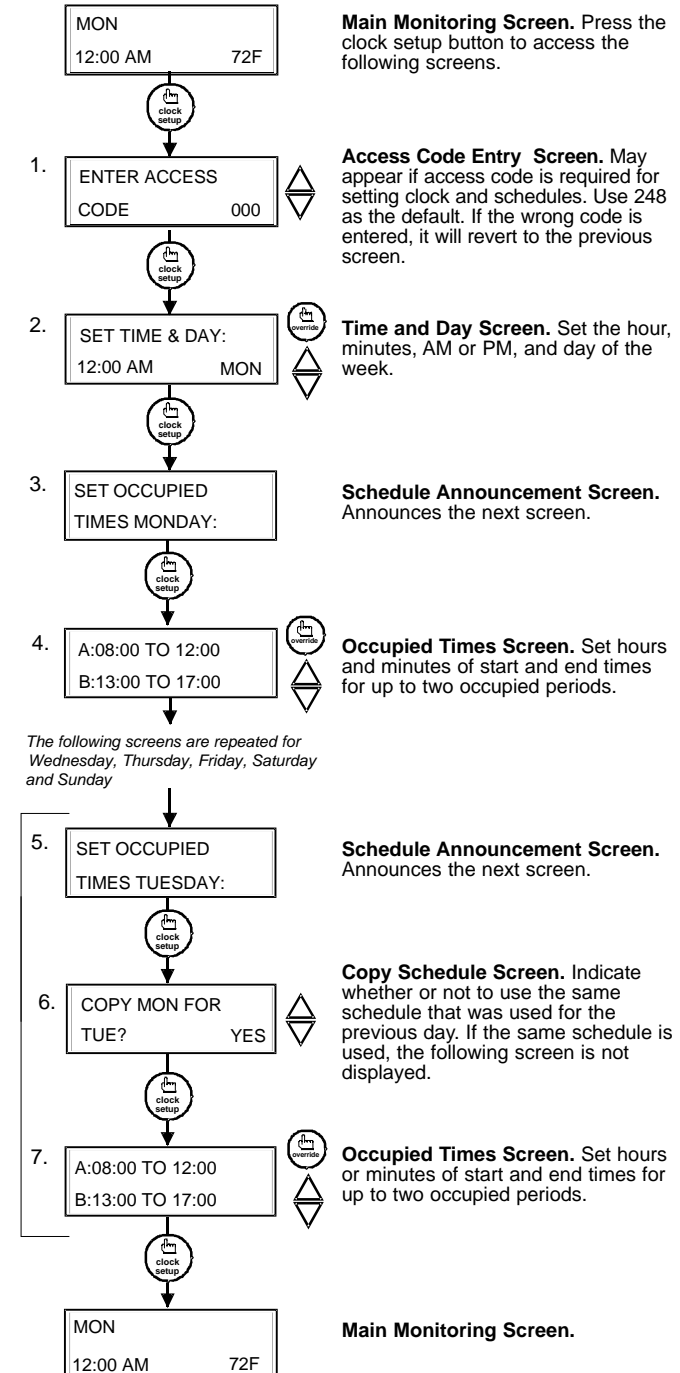 MON
12:00 AM 72F
Main Monitoring Screen. Press the
clock setup button to access the
following screens.
clock
setup
1.
ENTER ACCESS
CODE 000
Access Code Entry Screen. May
appear if access code is required for
setting clock and schedules. Use 248
as the default. If the wrong code is
entered, it will revert to the previous
screen.
clock
setup
2.
SET TIME & DAY:
12:00 AM MON
override
Time and Day Screen. Set the hour,
minutes, AM or PM, and day of the
week.
clock
setup
3.
SET OCCUPIED
TIMES MONDAY:
Schedule Announcement Screen.
Announces the next screen.
clock
setup
4.
A:08:00 TO 12:00
B:13:00 TO 17:00
override
Occupied Times Screen. Set hours
and minutes of start and end times
for up to two occupied periods.
The following screens are repeated for
Wednesday, Thursday, Friday, Saturday
and Sunday
5.
SET OCCUPIED
TIMES TUESDAY:
Schedule Announcement Screen.
Announces the next screen.
clock
setup
6.
COPY MON FOR
TUE? YES
Copy Schedule Screen. Indicate
whether or not to use the same
schedule that was used for the
previous day. If the same schedule is
used, the following screen is not
displayed.
clock
setup
7.
A:08:00 TO 12:00
B:13:00 TO 17:00
override
Occupied Times Screen. Set hours
or minutes of start and end times for
up to two occupied periods.
clock
setup
MON
12:00 AM 72F
Main Monitoring Screen.